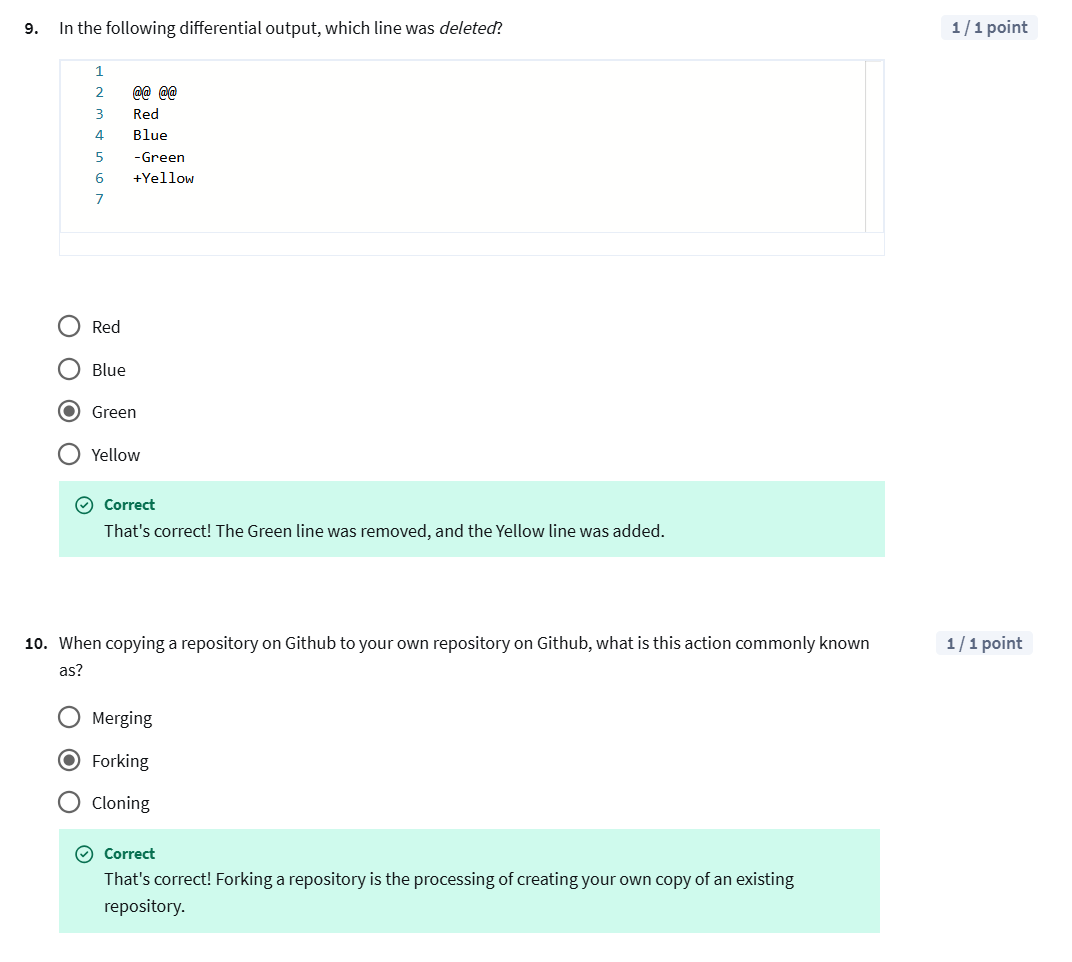 9. In the following differential output, which line was deleted?
1 / 1 point
1
2 @@ @@
3 Red
4 Blue
5 -Green
6 +Yellow
7
Red
Blue
Green
Yellow
Correct
That's correct! The Green line was removed, and the Yellow line was added.
10. When copying a repository on Github to your own repository on Github, what is this action commonly known
as?
1 / 1 point
Merging
Forking
Cloning
Correct
That's correct! Forking a repository is the processing of creating your own copy of an existing
repository.